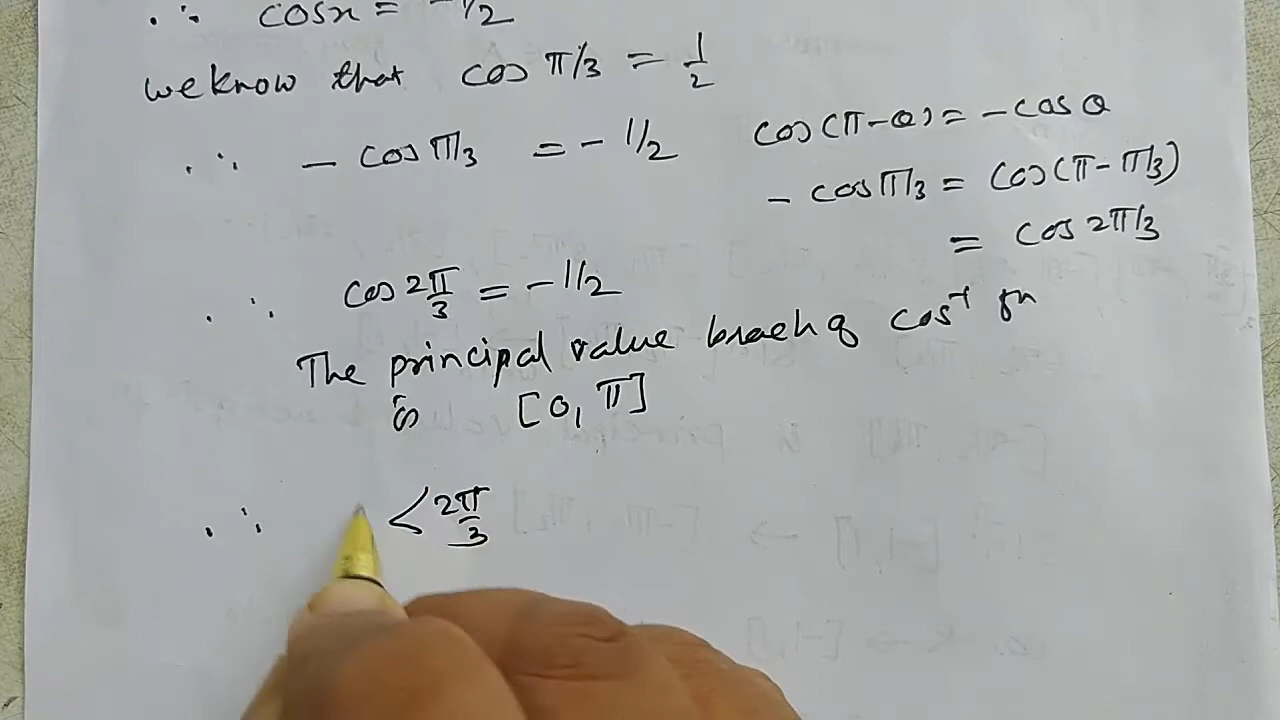 ∴ cosx = -1/2
we know that cos π/3 = 1/2
∴ - cos π/3 = - 1/2
cos(π-θ) = - cos θ
- cos π/3 = cos(π - π/3)
= cos 2π/3
∴ cos 2π/3 = - 1/2
The principal value brach of cos⁻¹ fn
is [0, π]
∴ < 2π/3